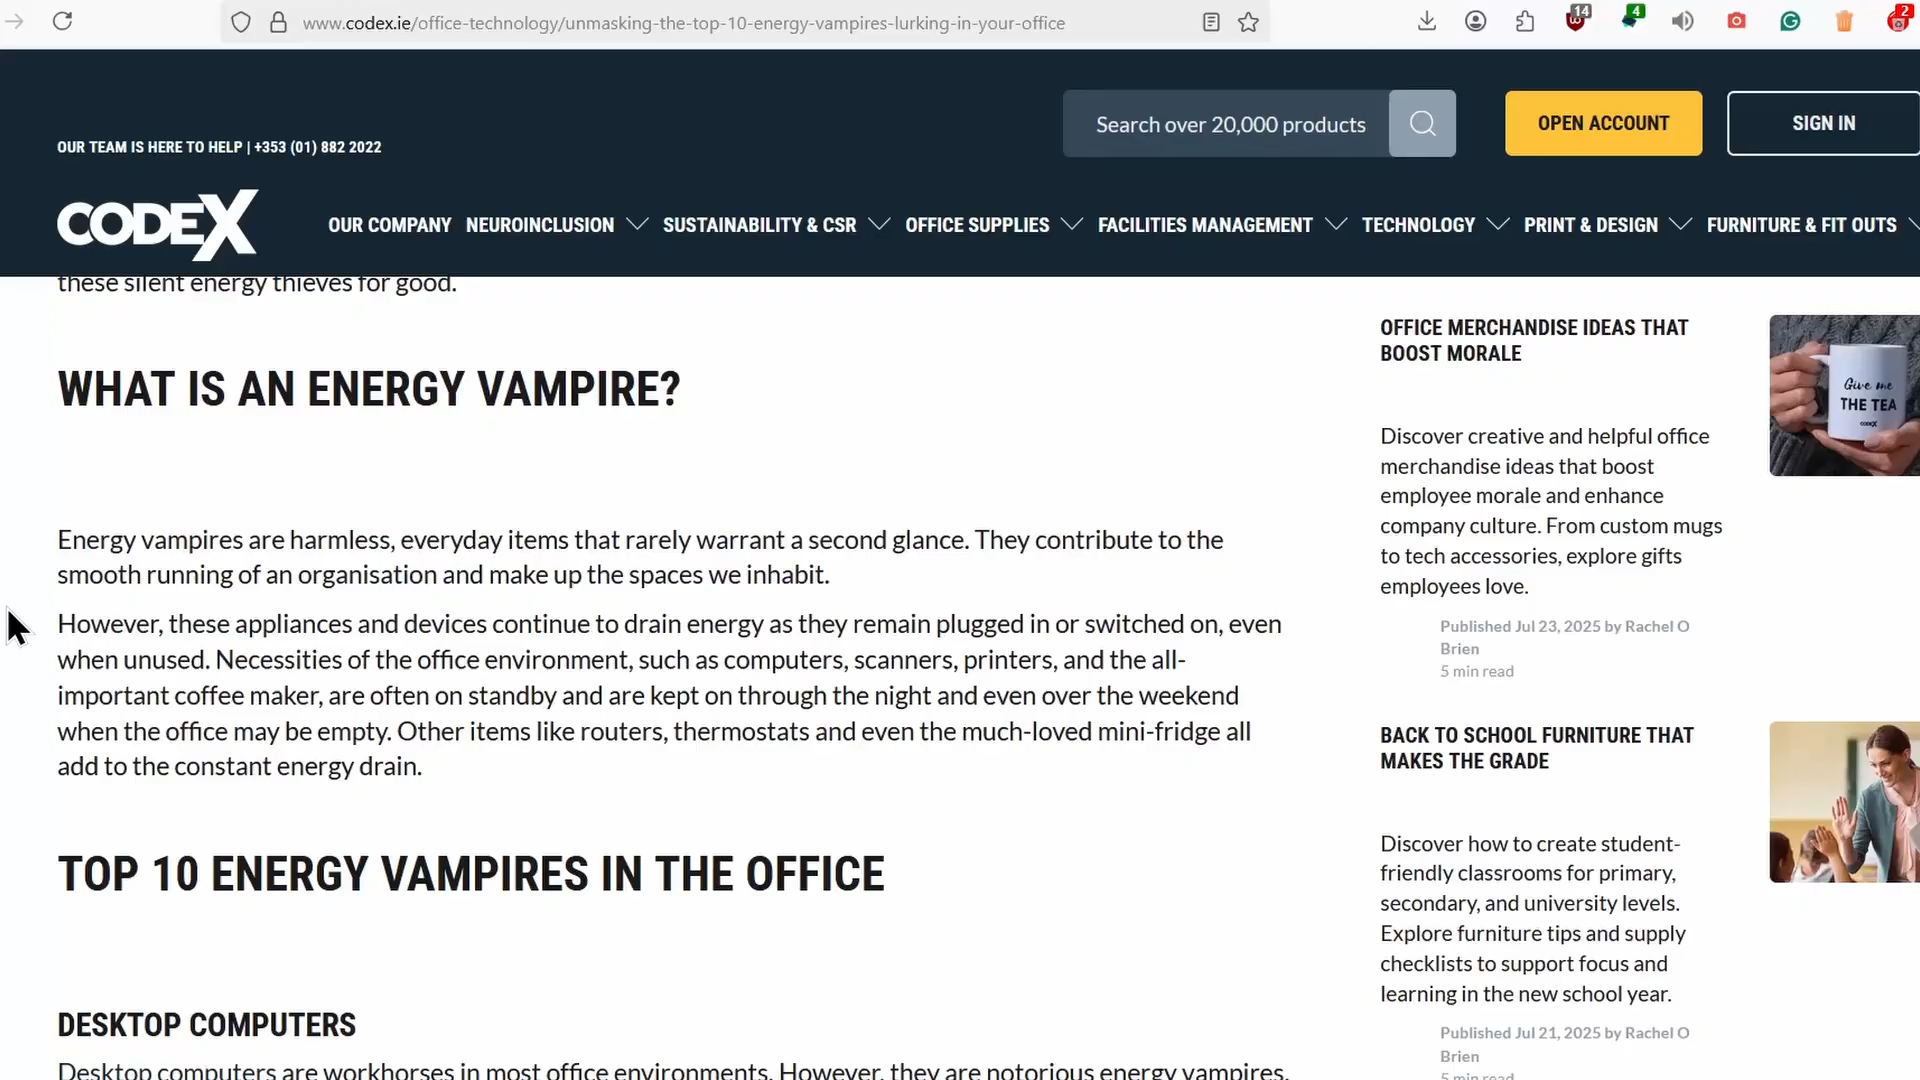 www.codex.ie/office-technology/unmasking-the-top-10-energy-vampires-lurking-in-your-office
14
4
2
Search over 20,000 products
OPEN ACCOUNT
SIGN IN
OUR TEAM IS HERE TO HELP | +353 (01) 882 2022
CODEX
OUR COMPANY
NEUROINCLUSION
SUSTAINABILITY & CSR
OFFICE SUPPLIES
FACILITIES MANAGEMENT
TECHNOLOGY
PRINT & DESIGN
FURNITURE & FIT OUTS
these silent energy thieves for good.
WHAT IS AN ENERGY VAMPIRE?
Energy vampires are harmless, everyday items that rarely warrant a second glance. They contribute to the
smooth running of an organisation and make up the spaces we inhabit.
However, these appliances and devices continue to drain energy as they remain plugged in or switched on, even
when unused. Necessities of the office environment, such as computers, scanners, printers, and the all-
important coffee maker, are often on standby and are kept on through the night and even over the weekend
when the office may be empty. Other items like routers, thermostats and even the much-loved mini-fridge all
add to the constant energy drain.
TOP 10 ENERGY VAMPIRES IN THE OFFICE
DESKTOP COMPUTERS
Desktop computers are workhorses in most office environments. However, they are notorious energy vampires.
OFFICE MERCHANDISE IDEAS THAT
BOOST MORALE
Give me
THE TEA
CODEX
Discover creative and helpful office
merchandise ideas that boost
employee morale and enhance
company culture. From custom mugs
to tech accessories, explore gifts
employees love.
Published Jul 23, 2025 by Rachel O
Brien
5 min read
BACK TO SCHOOL FURNITURE THAT
MAKES THE GRADE
Discover how to create student-
friendly classrooms for primary,
secondary, and university levels.
Explore furniture tips and supply
checklists to support focus and
learning in the new school year.
Published Jul 21, 2025 by Rachel O
Brien
5 min read